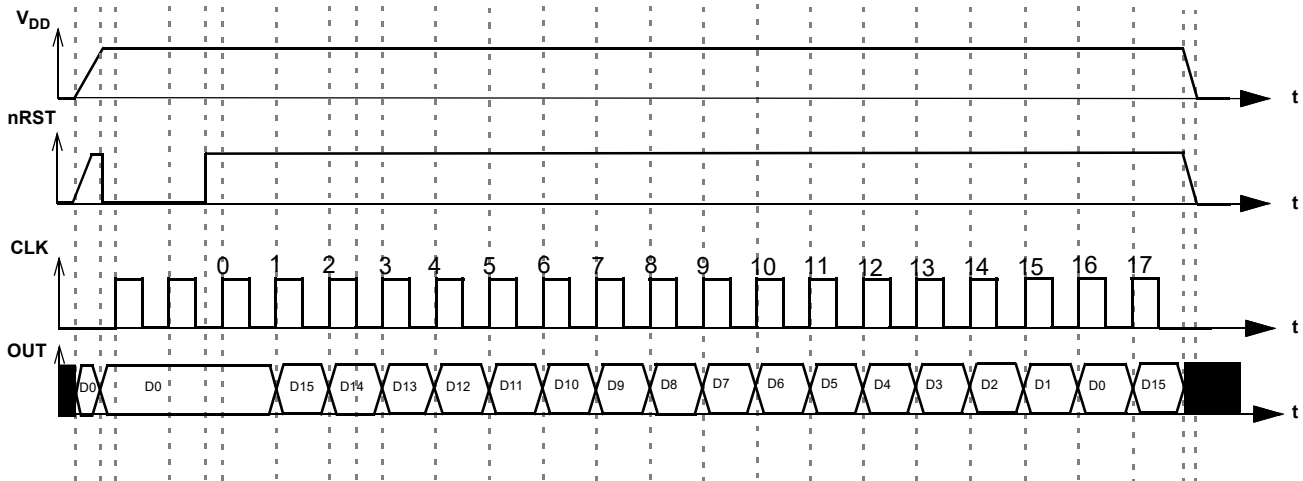 VDD
t
nRST
t
CLK
0 1 2 3 4 5 6 7 8 9 10 11 12 13 14 15 16 17
t
OUT
D0 D0 D15 D14 D13 D12 D11 D10 D9 D8 D7 D6 D5 D4 D3 D2 D1 D0 D15
t